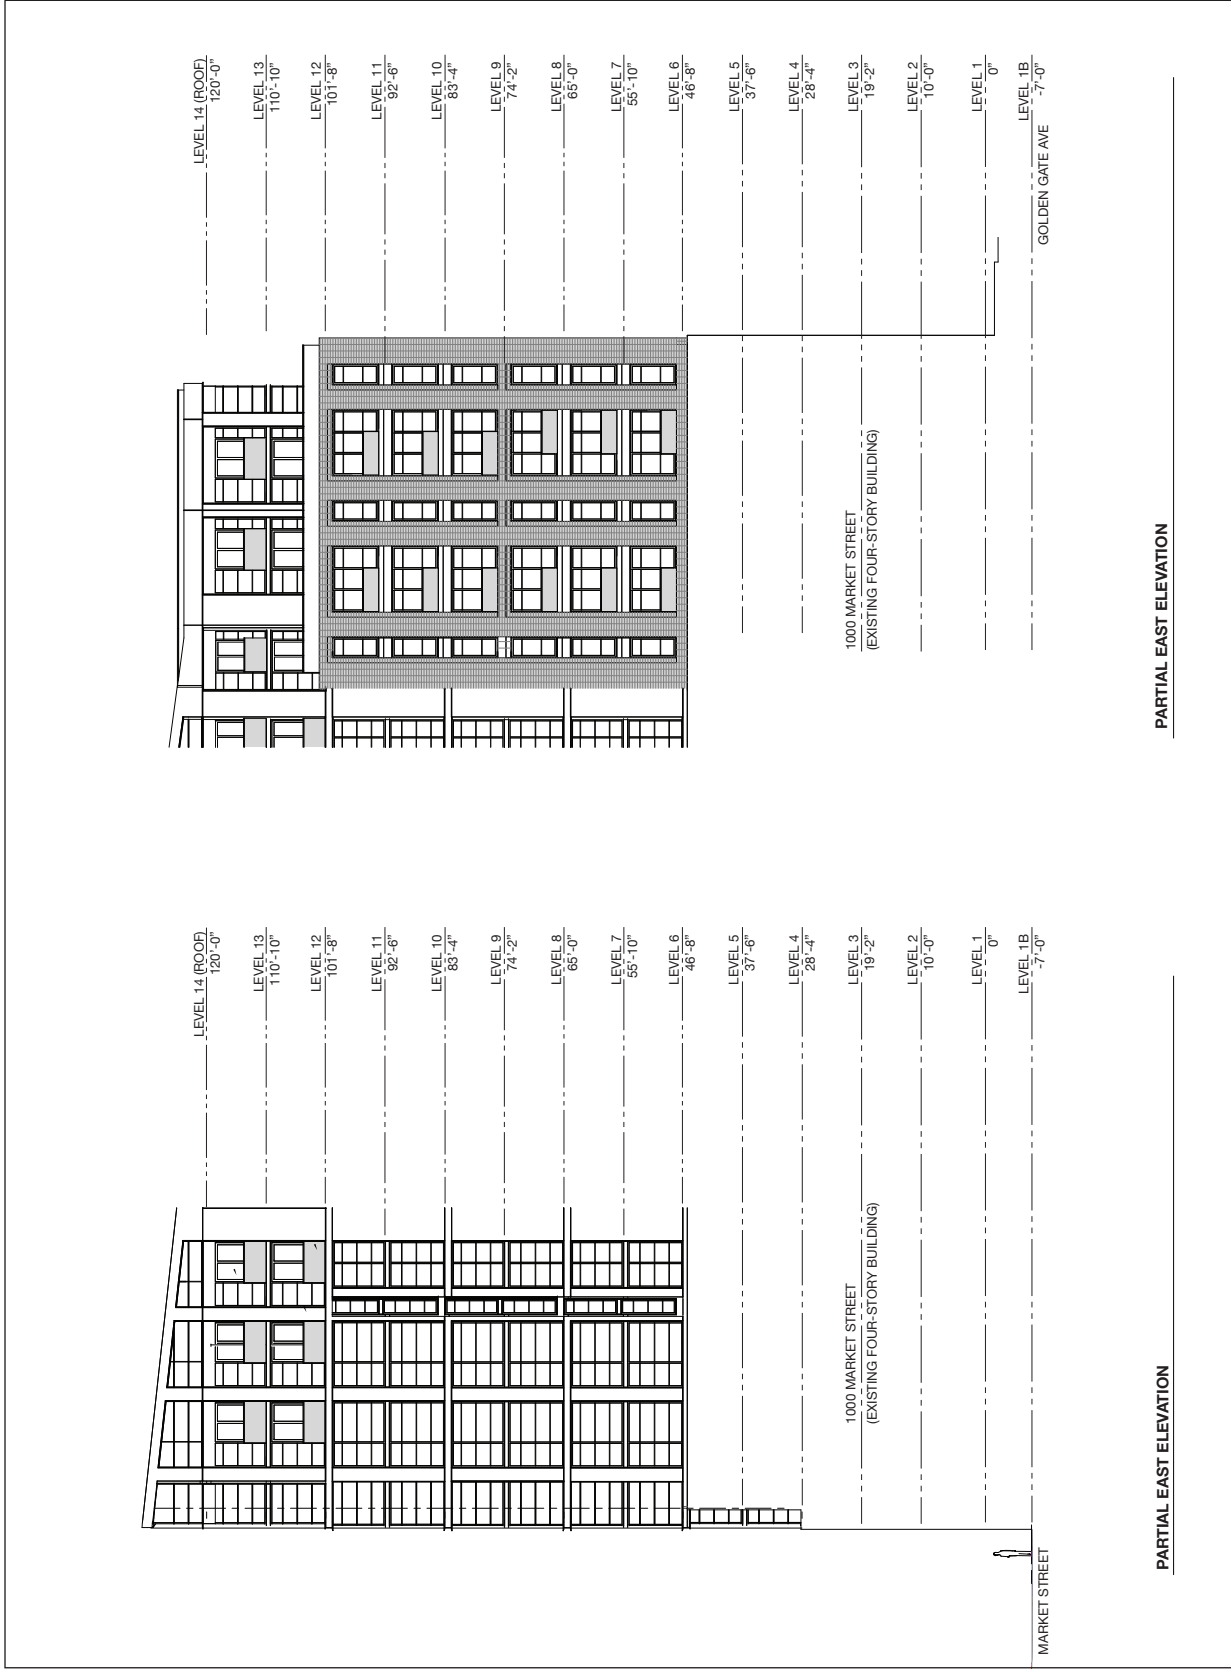 LEVEL 14 (ROOF)
120'-0"
LEVEL 13
110'-10"
LEVEL 12
101'-8"
LEVEL 11
92'-6"
LEVEL 10
83'-4"
LEVEL 9
74'-2"
LEVEL 8
65'-0"
LEVEL 7
55'-10"
LEVEL 6
46'-8"
LEVEL 5
37'-6"
LEVEL 4
28'-4"
LEVEL 3
19'-2"
LEVEL 2
10'-0"
LEVEL 1
0"
LEVEL 1B
-7'-0"
1000 MARKET STREET
(EXISTING FOUR-STORY BUILDING)
MARKET STREET
PARTIAL EAST ELEVATION
LEVEL 14 (ROOF)
120'-0"
LEVEL 13
110'-10"
LEVEL 12
101'-8"
LEVEL 11
92'-6"
LEVEL 10
83'-4"
LEVEL 9
74'-2"
LEVEL 8
65'-0"
LEVEL 7
55'-10"
LEVEL 6
46'-8"
LEVEL 5
37'-6"
LEVEL 4
28'-4"
LEVEL 3
19'-2"
LEVEL 2
10'-0"
LEVEL 1
0"
LEVEL 1B
-7'-0"
1000 MARKET STREET
(EXISTING FOUR-STORY BUILDING)
GOLDEN GATE AVE
PARTIAL EAST ELEVATION